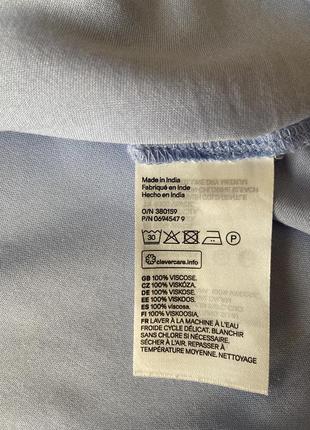 Made in India
Fabriqué en Inde
Hecho en India
O/N 380159
P/N 0694547 9
30 P
clevercare.info
GB 100% VISCOSE.
CZ 100% VISKÓZA.
DE 100% VISKOSE.
EE 100% VISKOOS.
ES 100% viscosa.
FI 100% VISKOOSIA.
FR LAVER À LA MACHINE À L'EAU
FROIDE CYCLE DÉLICAT. BLANCHIR
SANS CHLORE SI NÉCESSAIRE.
SÉCHER À L'AIR. REPASSER À
TEMPÉRATURE MOYENNE. NETTOYAGE